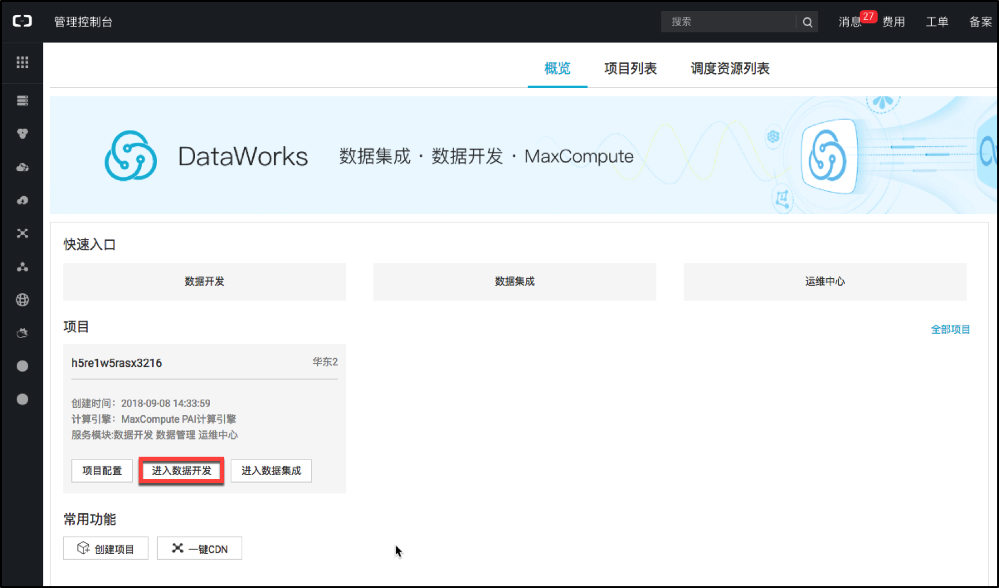 管理控制台
搜索
消息 27 费用 工单 备案
概览 项目列表 调度资源列表
DataWorks 数据集成 · 数据开发 · MaxCompute
快速入口
数据开发 数据集成 运维中心
项目 全部项目
h5re1w5rasx3216 华东2
创建时间：2018-09-08 14:33:59
计算引擎：MaxCompute PAI计算引擎
服务模块:数据开发 数据管理 运维中心
项目配置 进入数据开发 进入数据集成
常用功能
创建项目 一键CDN